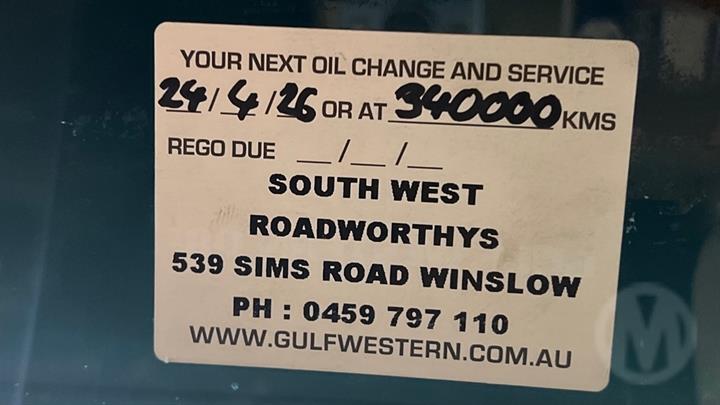 YOUR NEXT OIL CHANGE AND SERVICE
24/4/26 OR AT 340000 KMS
REGO DUE __/__/__
SOUTH WEST
ROADWORTHYS
539 SIMS ROAD WINSLOW
PH : 0459 797 110
WWW.GULFWESTERN.COM.AU
M